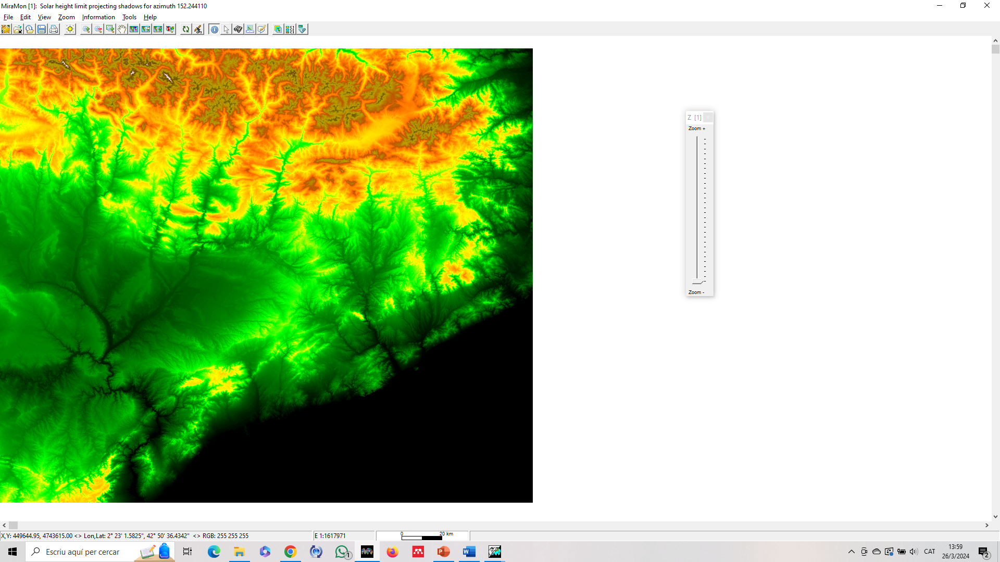 MiraMon [1]: Solar height limit projecting shadows for azimuth 152.244110
File Edit View Zoom Information Tools Help
Z [1]
Zoom +
Zoom -
X,Y: 449644.95, 4743615.00 <> Lon,Lat: 2° 23' 1.5825", 42° 50' 36.4342" <> RGB: 255 255 255
E 1:1617971
0 20 km
Escriu aquí per cercar
1
CAT
13:59
26/3/2024
2